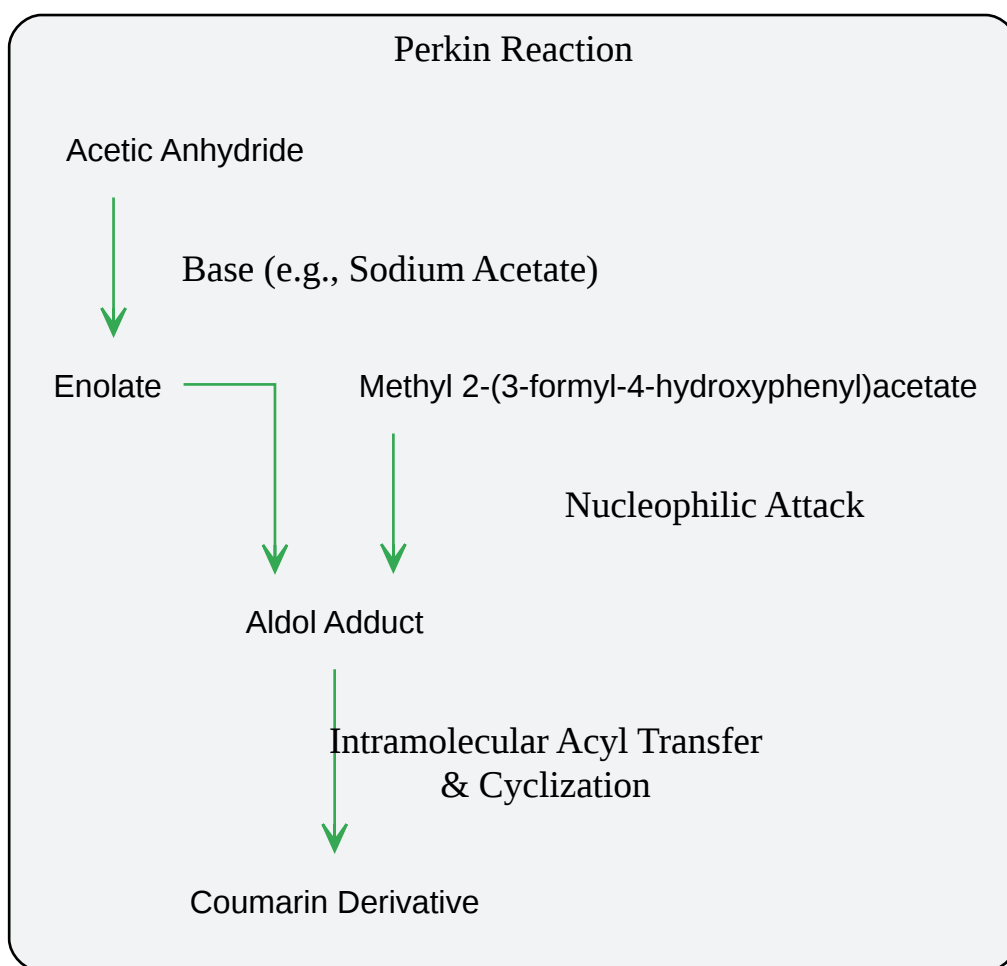 Perkin Reaction
Acetic Anhydride
Base (e.g., Sodium Acetate)
Enolate
Methyl 2-(3-formyl-4-hydroxyphenyl)acetate
Nucleophilic Attack
Aldol Adduct
Intramolecular Acyl Transfer
& Cyclization
Coumarin Derivative